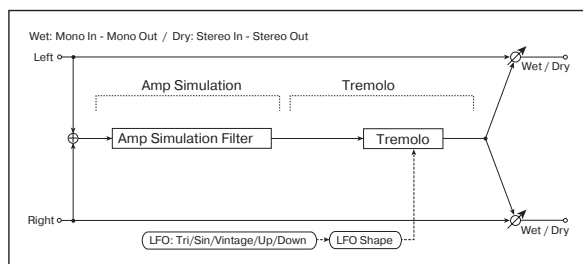 Wet: Mono In - Mono Out / Dry: Stereo In - Stereo Out
Left
Wet / Dry
Amp Simulation Tremolo
Amp Simulation Filter Tremolo
Right
Wet / Dry
LFO: Tri/Sin/Vintage/Up/Down LFO Shape